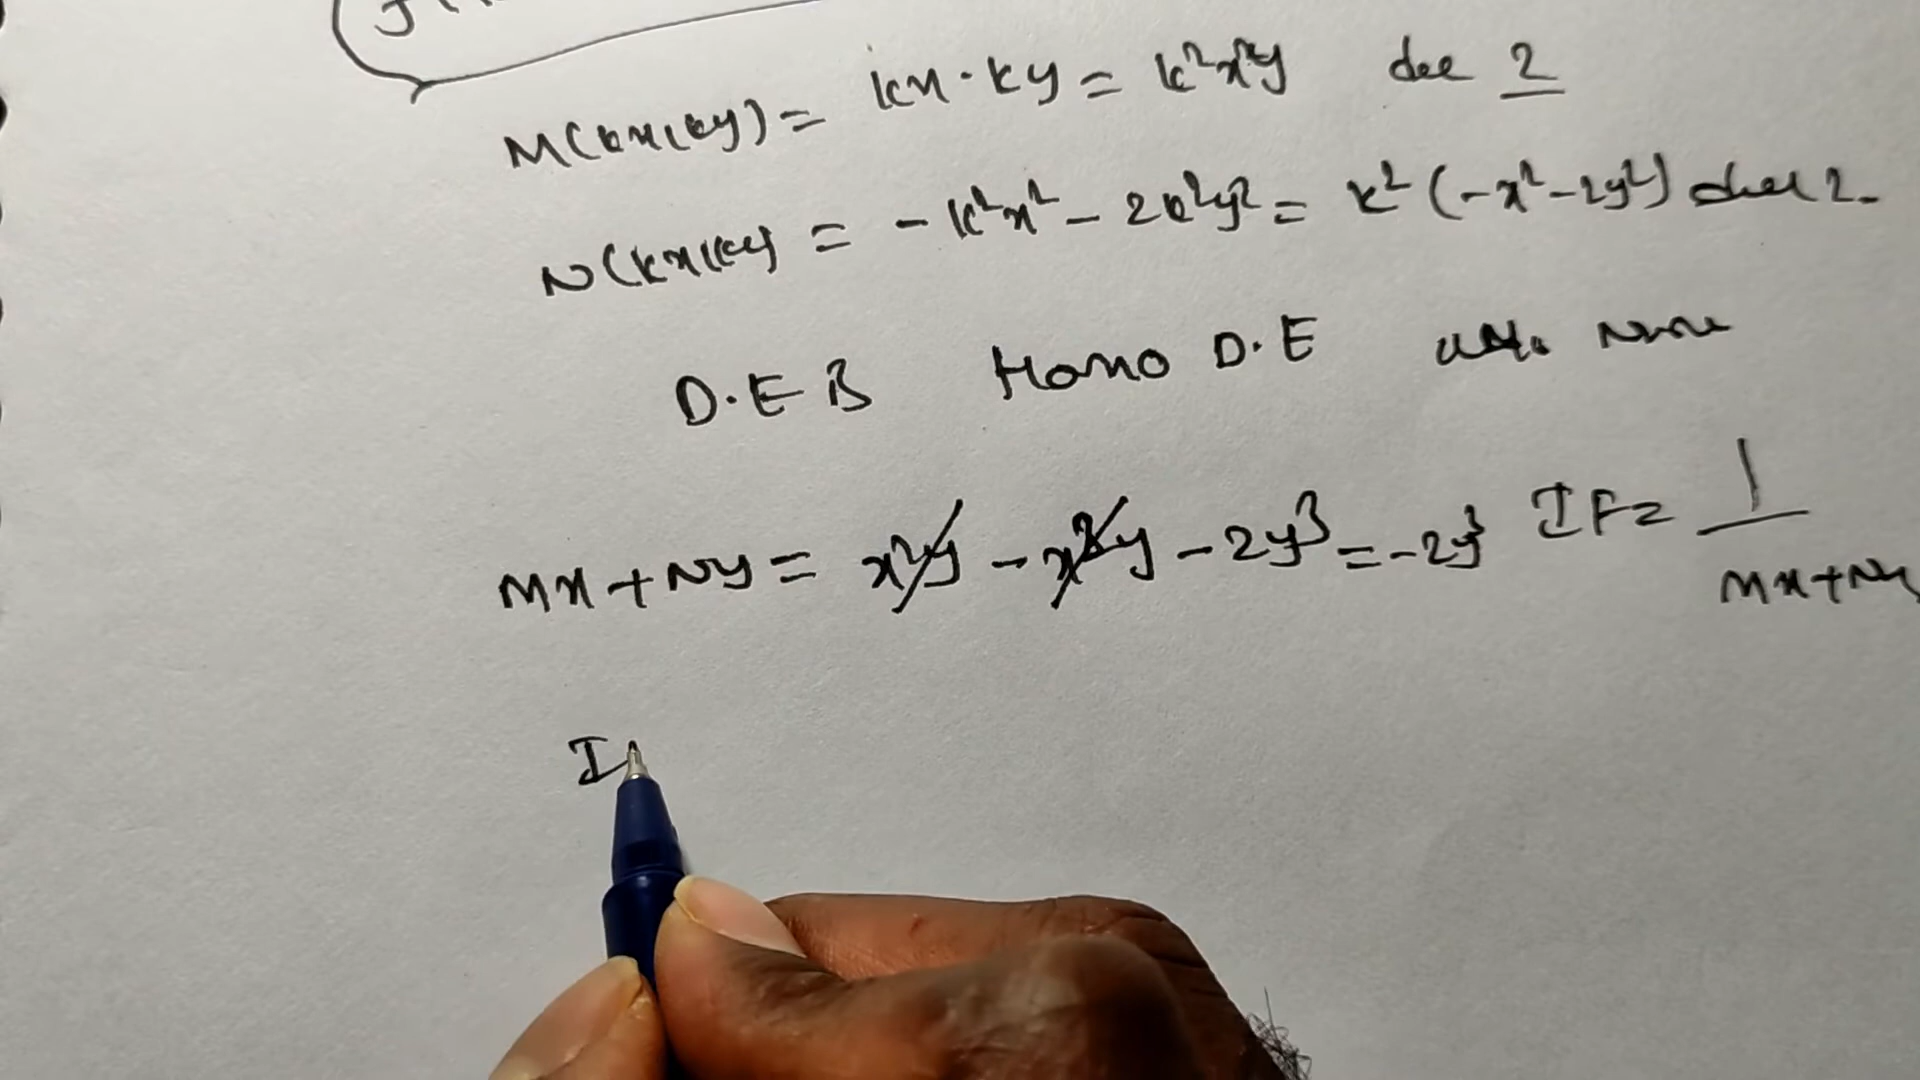 M(kx,ky) = kx · ky = k²x²y deg 2
N(kx,ky) = -k²x² - 2k²y² = k²(-x²-2y²) deg 2.
D.E is Homo D.E
Mx + Ny = x²y - x²y - 2y³ = -2y³ IF = 1/Mx+Ny
I